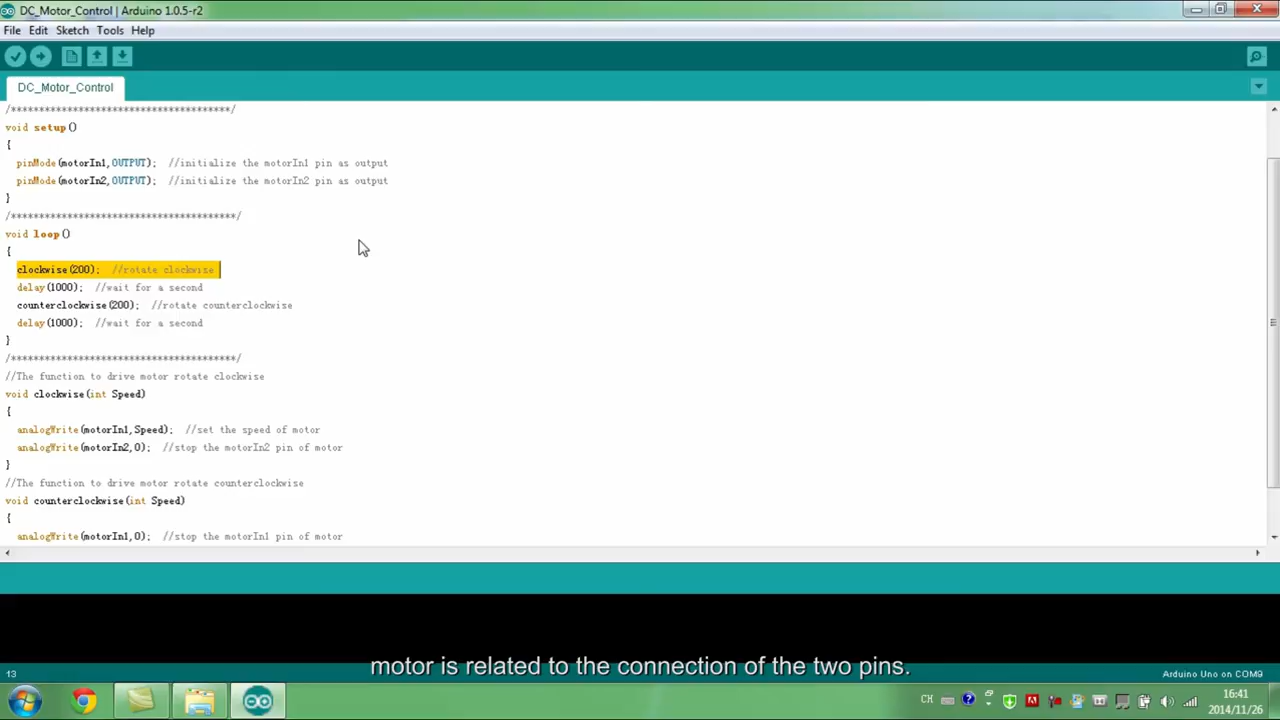 DC_Motor_Control | Arduino 1.0.5-r2
File Edit Sketch Tools Help
DC_Motor_Control
/***************************************/
void setup()
{
pinMode(motorIn1,OUTPUT); //initialize the motorIn1 pin as output
pinMode(motorIn2,OUTPUT); //initialize the motorIn2 pin as output
}
/****************************************/
void loop()
{
clockwise(200); //rotate clockwise
delay(1000); //wait for a second
counterclockwise(200); //rotate counterclockwise
delay(1000); //wait for a second
}
/****************************************/
//The function to drive motor rotate clockwise
void clockwise(int Speed)
{
analogWrite(motorIn1,Speed); //set the speed of motor
analogWrite(motorIn2,0); //stop the motorIn2 pin of motor
}
//The function to drive motor rotate counterclockwise
void counterclockwise(int Speed)
{
analogWrite(motorIn1,0); //stop the motorIn1 pin of motor
motor is related to the connection of the two pins.
13
Arduino Uno on COM9
CH
16:41
2014/11/26